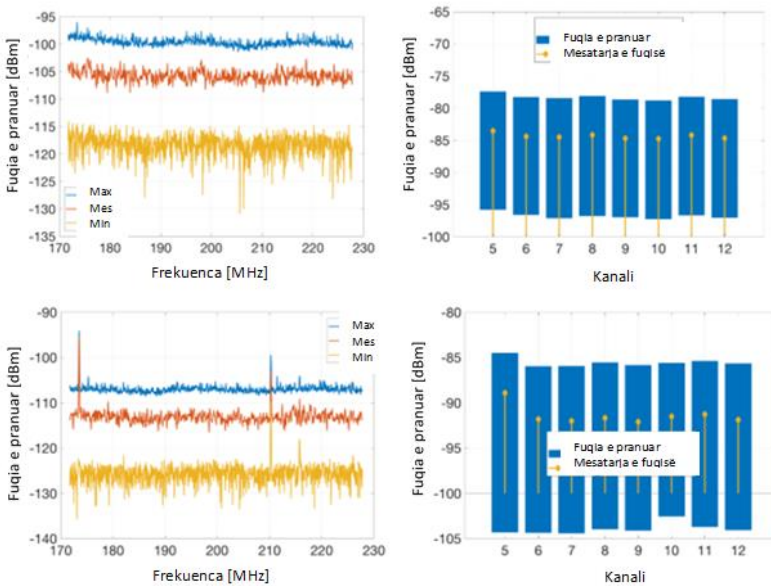 Fuqia e pranuar [dBm]
-95
-100
-105
-110
-115
-120
-125
-130
-135
Max
Mes
Min
170 180 190 200 210 220 230
Frekuenca [MHz]
Fuqia e pranuar [dBm]
-65
-70
-75
-80
-85
-90
-95
-100
Fuqia e pranuar
Mesatarja e fuqisë
5 6 7 8 9 10 11 12
Kanali
Fuqia e pranuar [dBm]
-90
-100
-110
-120
-130
-140
Max
Mes
Min
170 180 190 200 210 220 230
Frekuenca [MHz]
Fuqia e pranuar [dBm]
-80
-85
-90
-95
-100
-105
Fuqia e pranuar
Mesatarja e fuqisë
5 6 7 8 9 10 11 12
Kanali